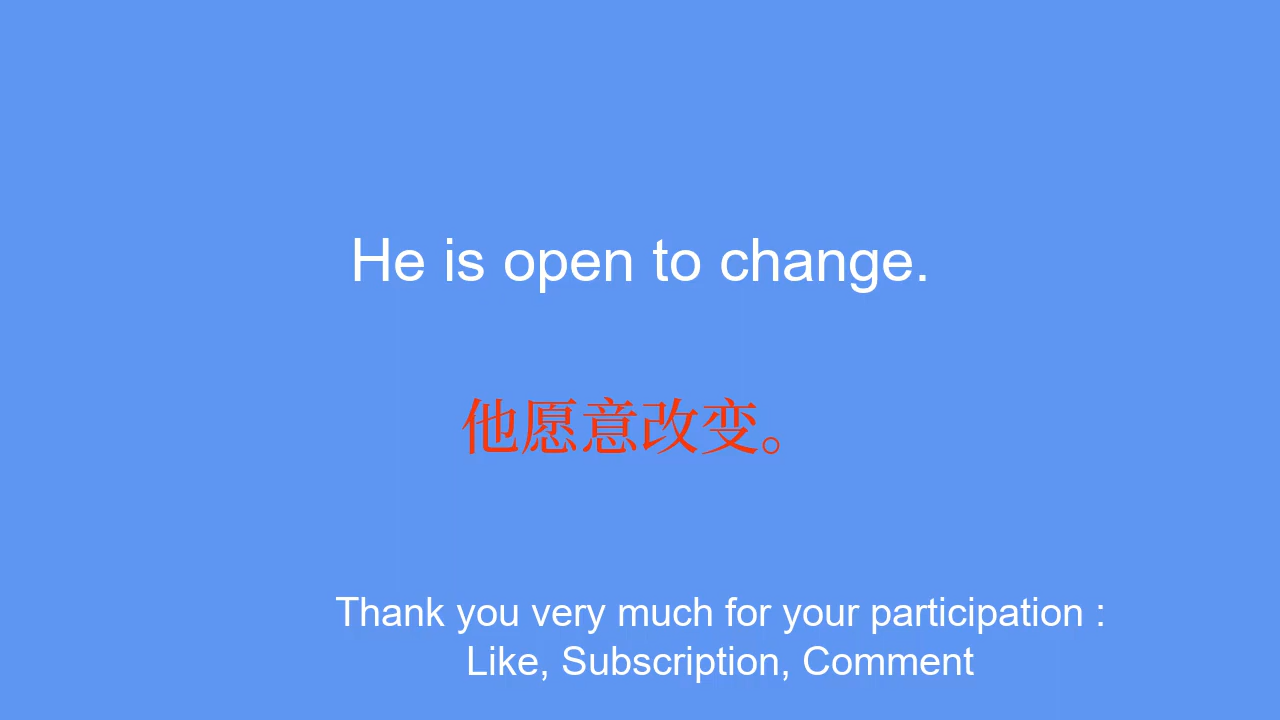 He is open to change.
他愿意改变。
Thank you very much for your participation :
Like, Subscription, Comment